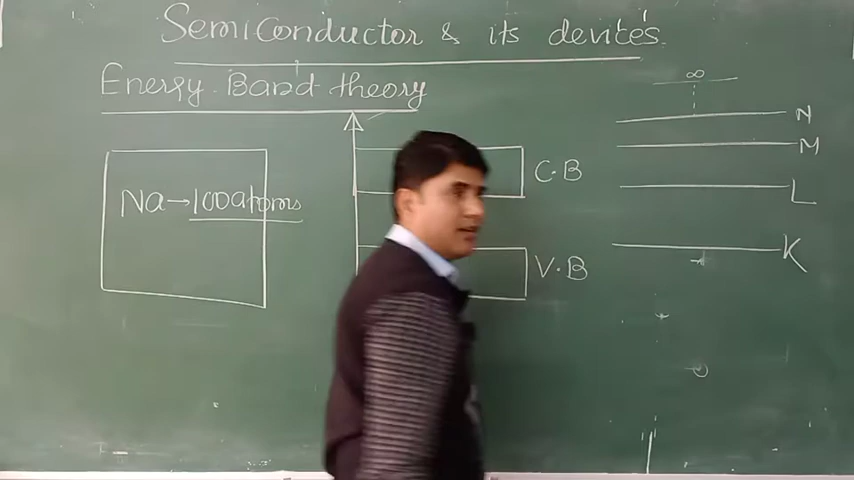 Semiconductor & its devices.
Energy Band theory
Na→100atoms
C.B
V.B
∞
N
M
L
K